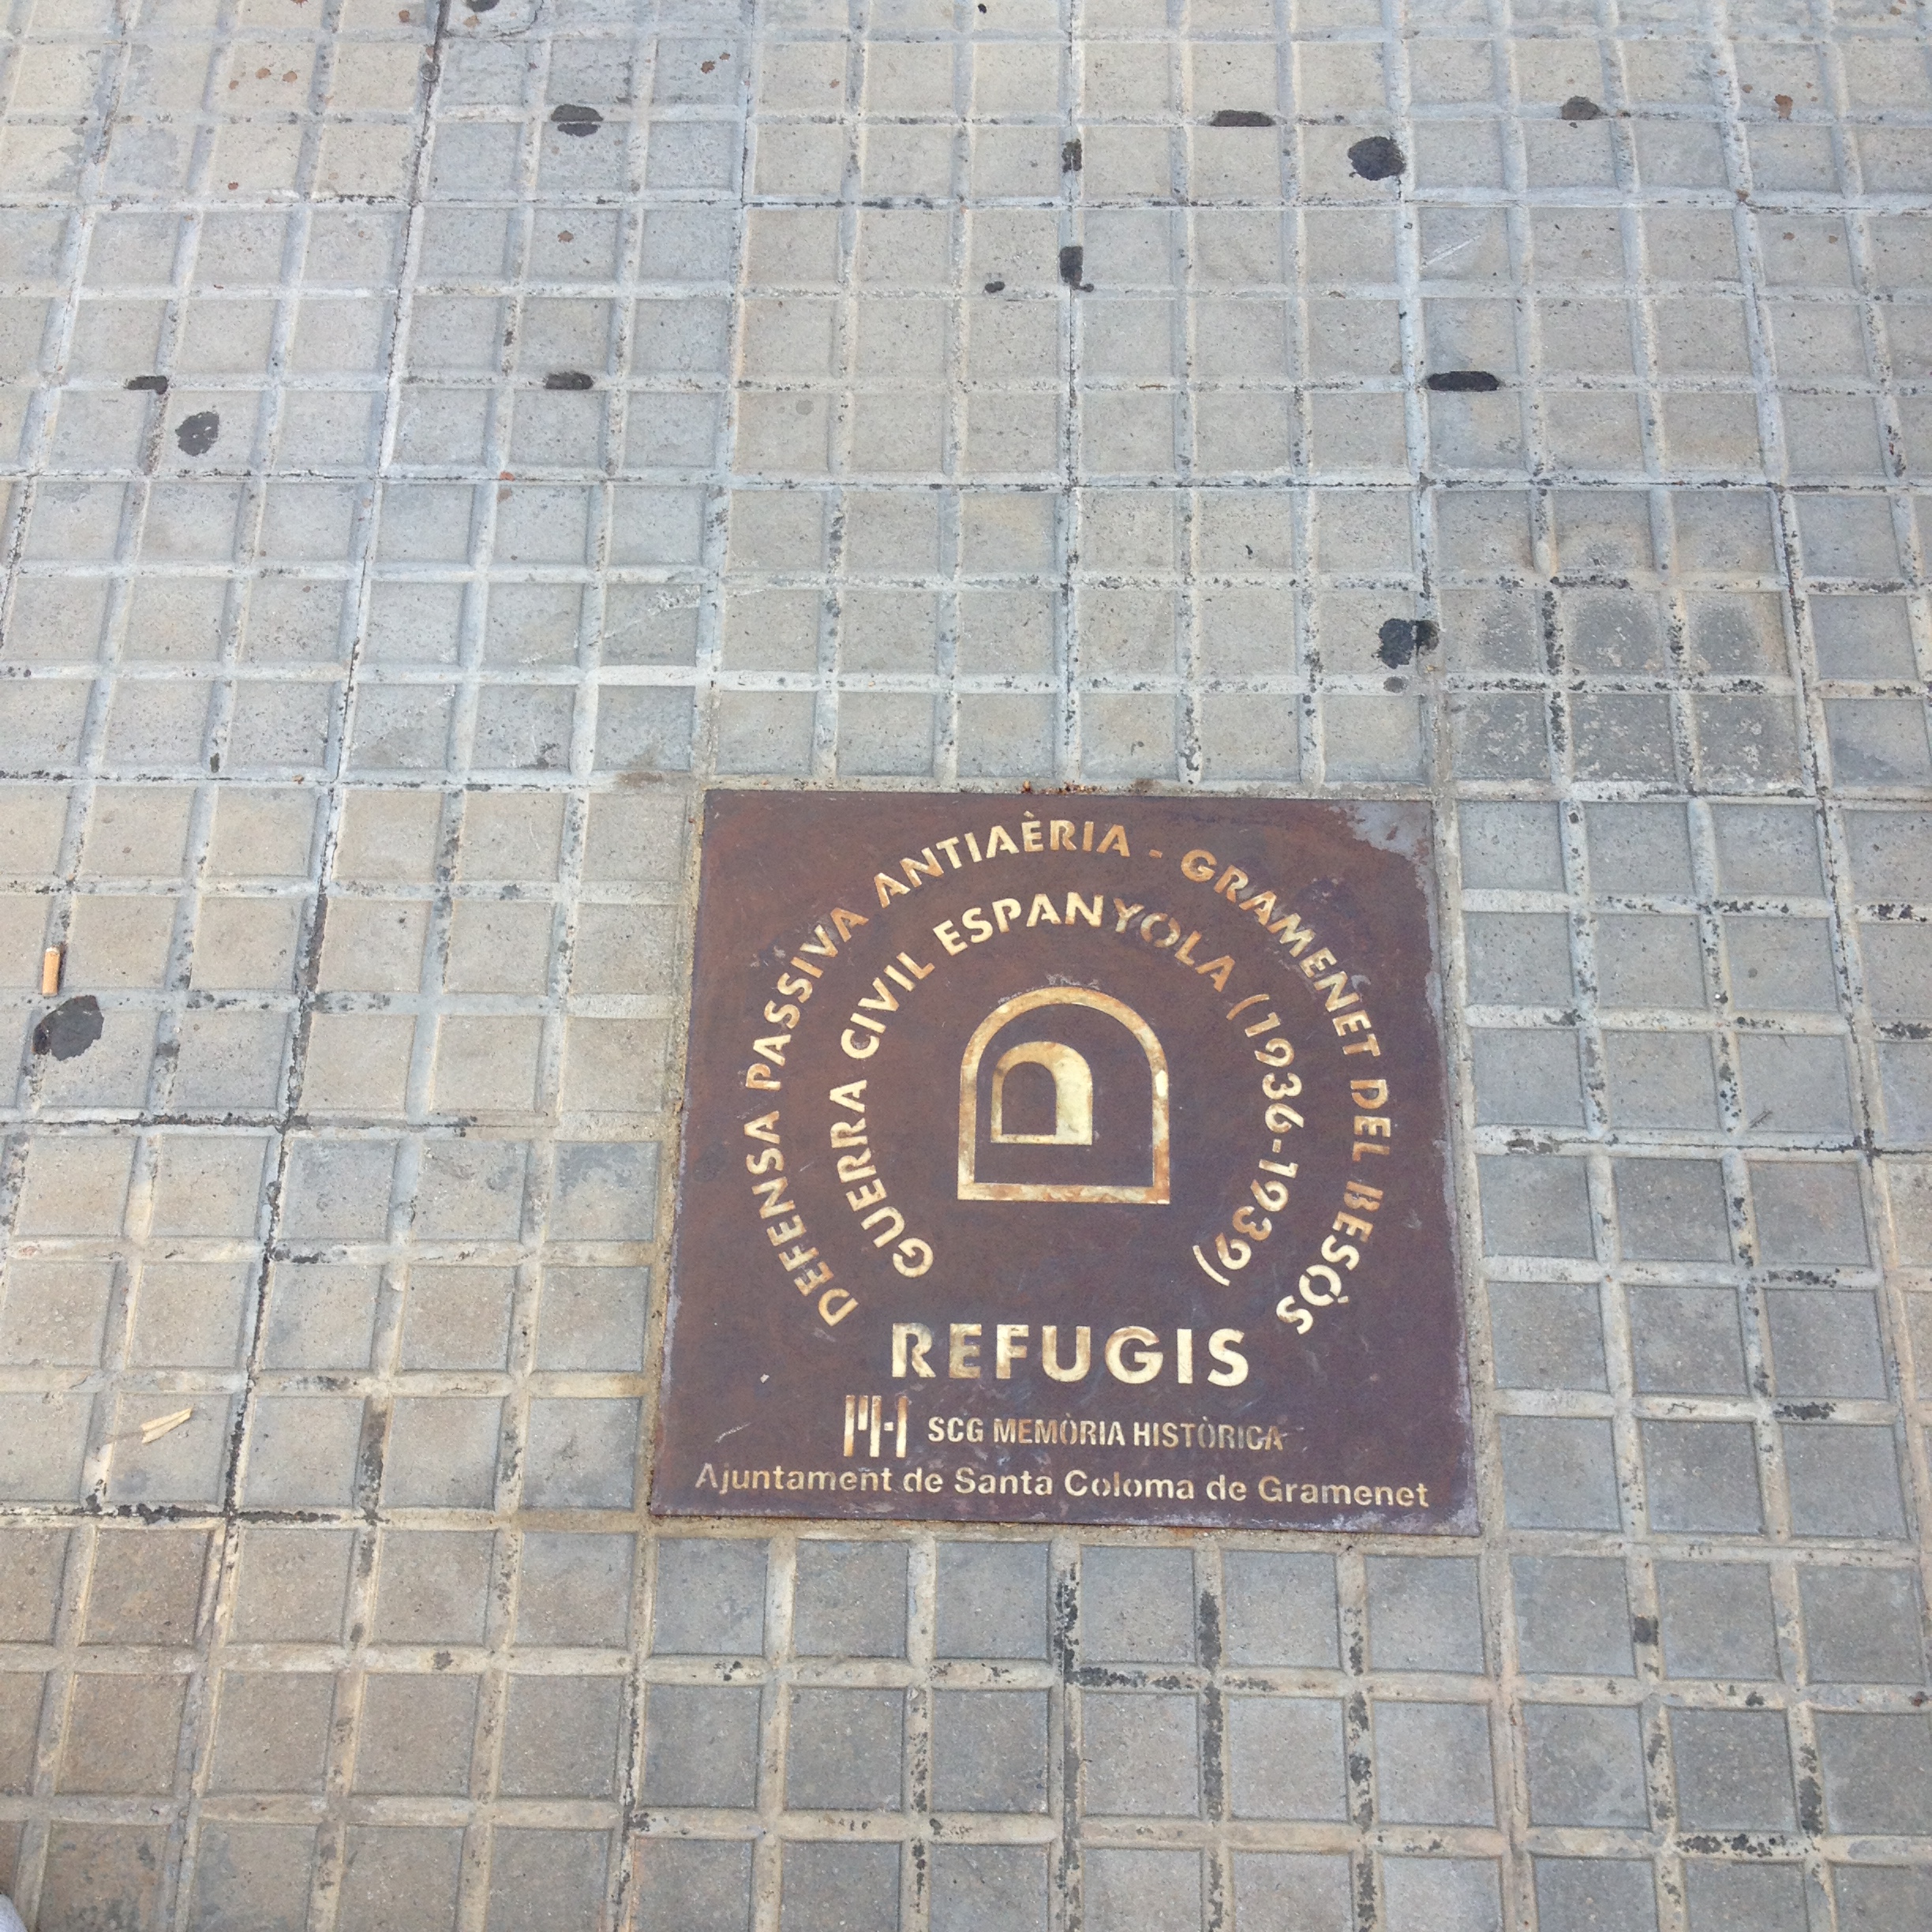 DEFENSA PASSIVA ANTIAÈRIA - GRAMENET DEL BESÒS
GUERRA CIVIL ESPANYOLA (1936-1939)
REFUGIS
SCG MEMÒRIA HISTÒRICA
Ajuntament de Santa Coloma de Gramenet